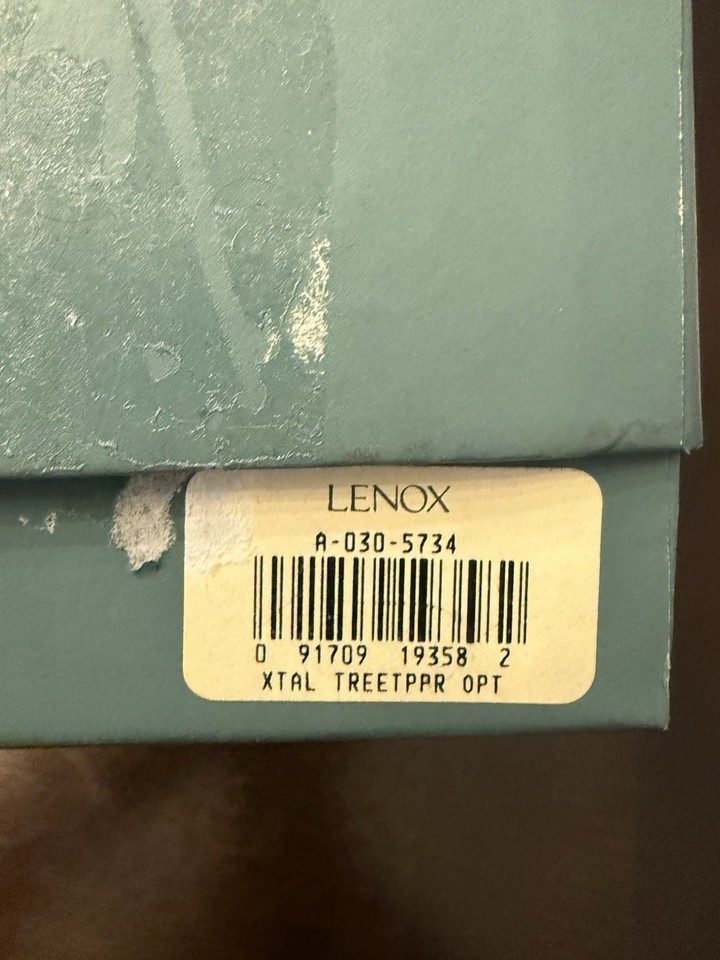 LENOX
A-030-5734
0 91709 19358 2
XTAL TREETPPR OPT